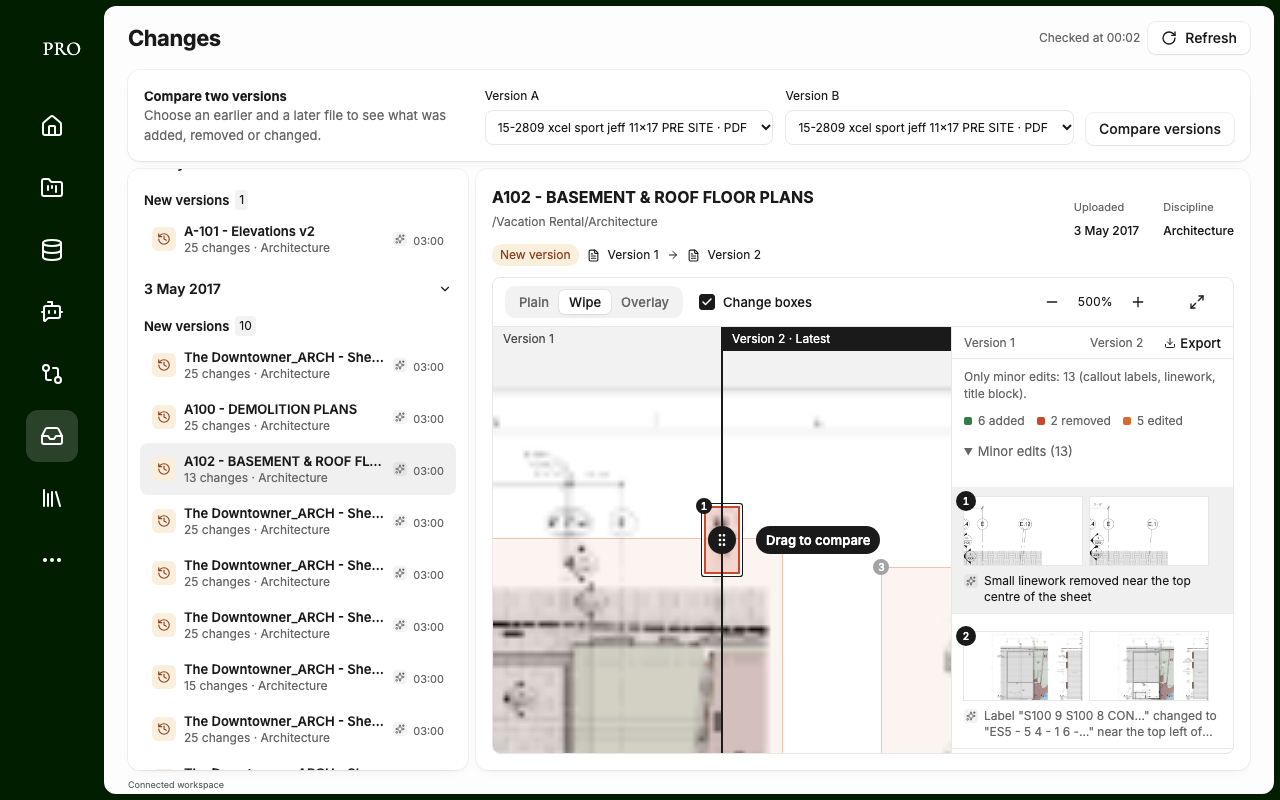 PRO
Changes
Checked at 00:02
Refresh
Compare two versions
Choose an earlier and a later file to see what was
added, removed or changed.
Version A
15-2809 xcel sport jeff 11x17 PRE SITE · PDF
Version B
15-2809 xcel sport jeff 11x17 PRE SITE · PDF
Compare versions
New versions 1
A-101 - Elevations v2
25 changes · Architecture
03:00
3 May 2017
New versions 10
The Downtowner_ARCH - She...
25 changes · Architecture
03:00
A100 - DEMOLITION PLANS
25 changes · Architecture
03:00
A102 - BASEMENT & ROOF FL...
13 changes · Architecture
03:00
The Downtowner_ARCH - She...
25 changes · Architecture
03:00
The Downtowner_ARCH - She...
25 changes · Architecture
03:00
The Downtowner_ARCH - She...
25 changes · Architecture
03:00
The Downtowner_ARCH - She...
15 changes · Architecture
03:00
The Downtowner_ARCH - She...
25 changes · Architecture
03:00
A102 - BASEMENT & ROOF FLOOR PLANS
/Vacation Rental/Architecture
Uploaded
3 May 2017
Discipline
Architecture
New version
Version 1 → Version 2
Plain
Wipe
Overlay
Change boxes
500%
Version 1
Version 2 · Latest
1
Drag to compare
3
Version 1
Version 2
Export
Only minor edits: 13 (callout labels, linework,
title block).
6 added
2 removed
5 edited
Minor edits (13)
1
Small linework removed near the top
centre of the sheet
2
Label "S100 9 S100 8 CON..." changed to
"ES5 - 5 4 - 1 6 -..." near the top left of...
Connected workspace